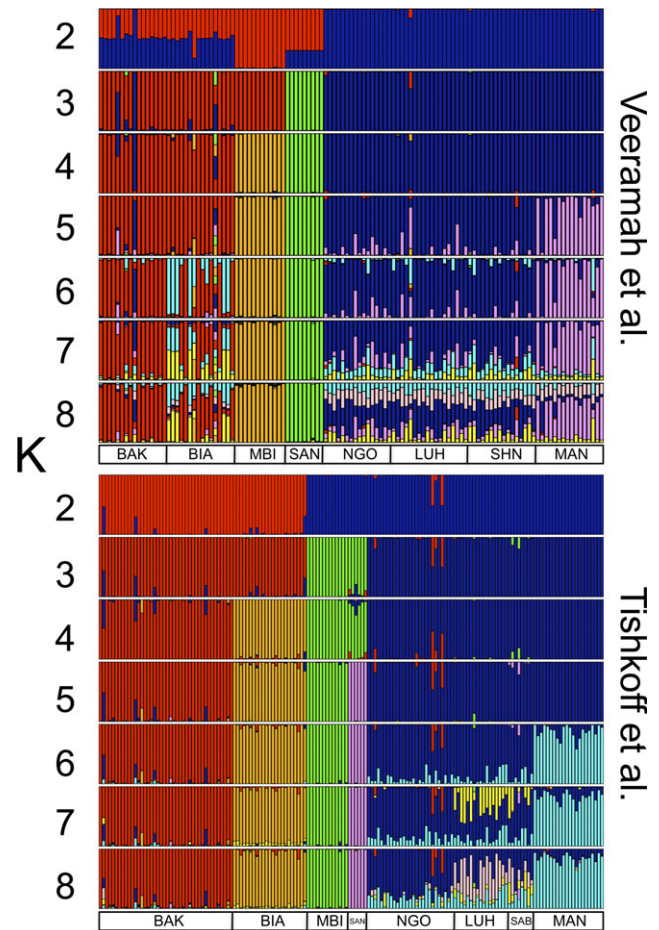 2
3
4
5
6
7
8
Veeramah et al.
BAK BIA MBI SAN NGO LUH SHN MAN
K
2
3
4
5
6
7
8
Tishkoff et al.
BAK BIA MBI SAN NGO LUH SAB MAN